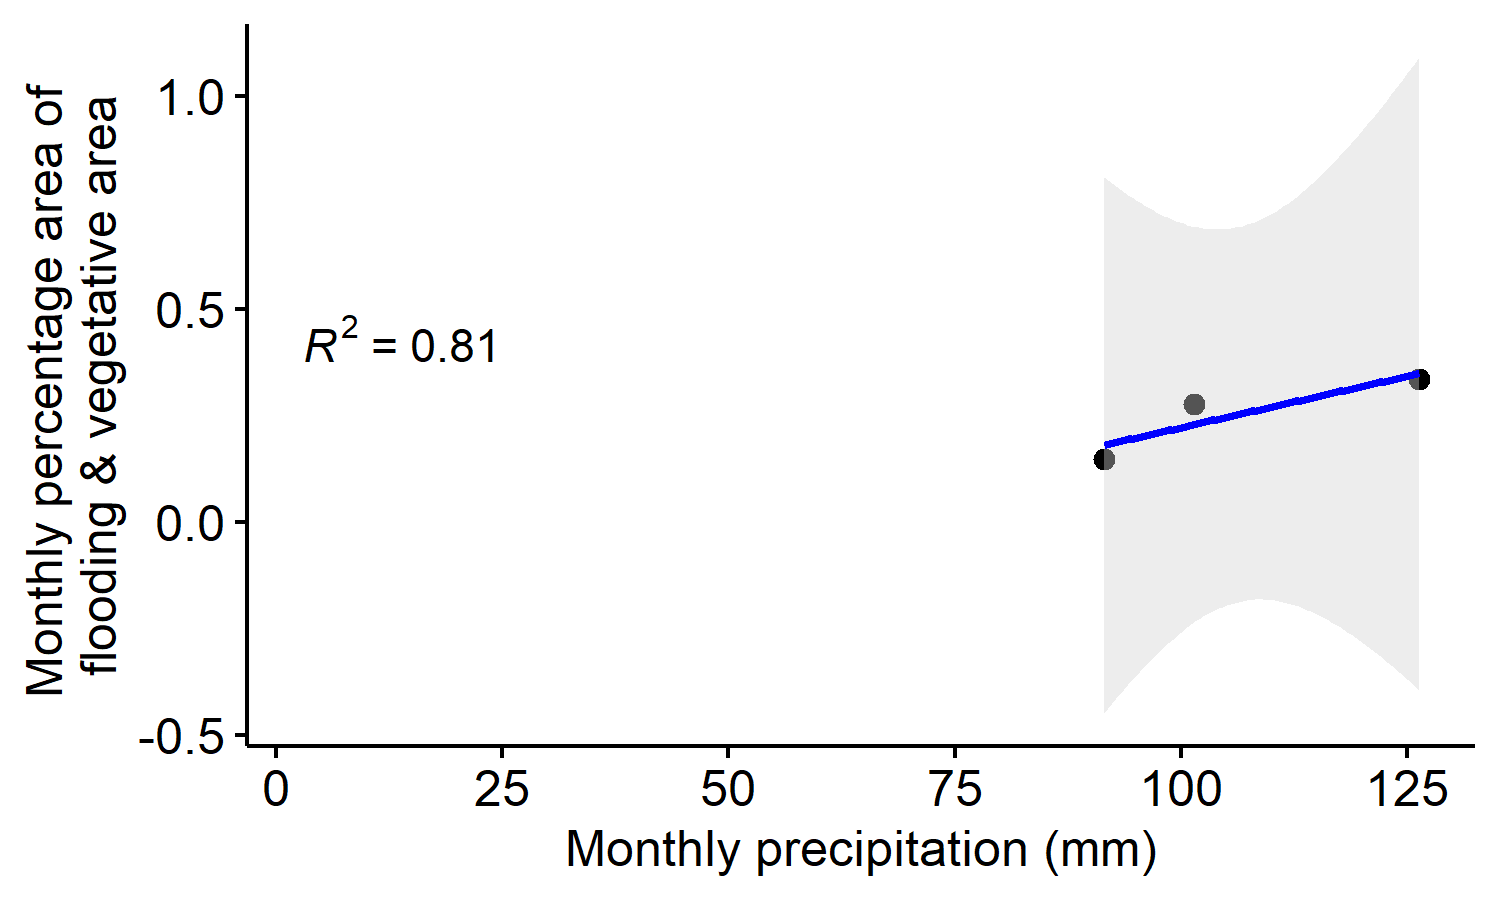 Monthly percentage area of
flooding & vegetative area
1.0
0.5
0.0
-0.5
R² = 0.81
0 25 50 75 100 125
Monthly precipitation (mm)